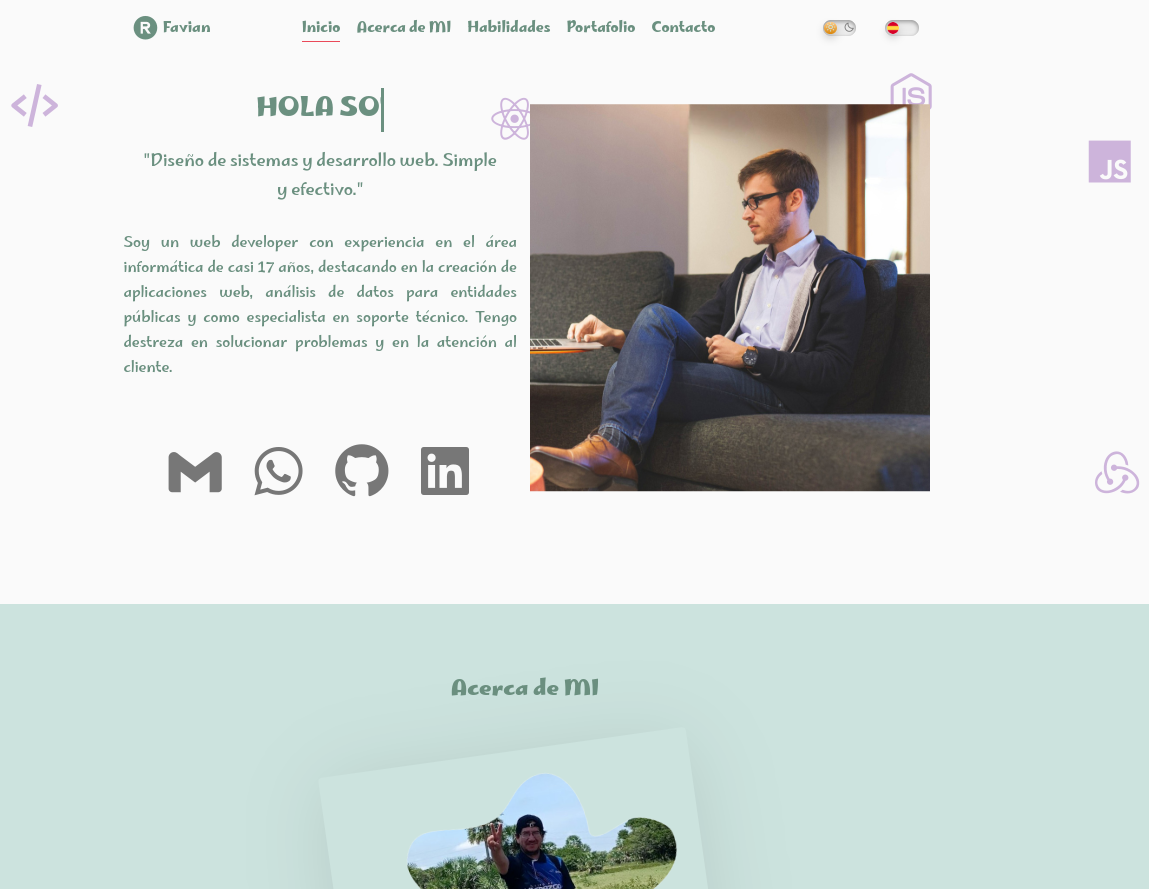 R Favian
Inicio Acerca de MI Habilidades Portafolio Contacto
HOLA SO
"Diseño de sistemas y desarrollo web. Simple
y efectivo."
Soy un web developer con experiencia en el área
informática de casi 17 años, destacando en la creación de
aplicaciones web, análisis de datos para entidades
públicas y como especialista en soporte técnico. Tengo
destreza en solucionar problemas y en la atención al
cliente.
</>
JS
JS
in
Acerca de MI